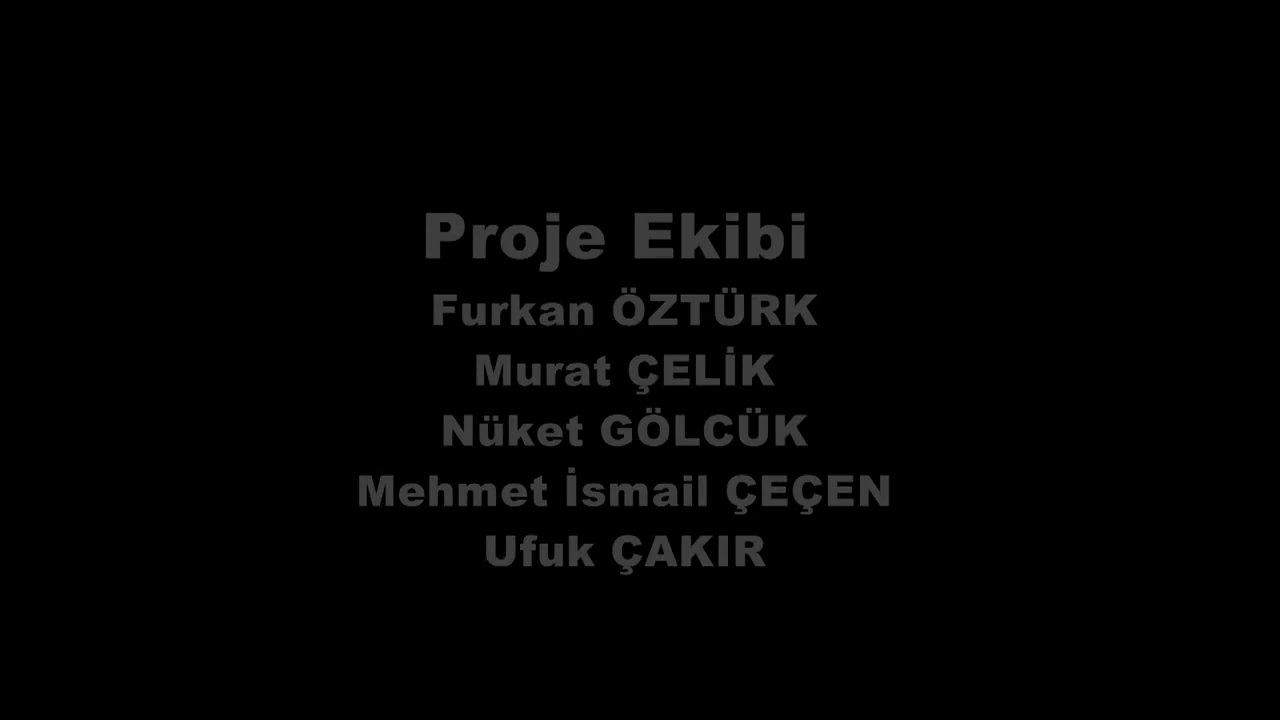 Proje Ekibi
Furkan ÖZTÜRK
Murat ÇELİK
Nüket GÖLCÜK
Mehmet İsmail ÇEÇEN
Ufuk ÇAKIR